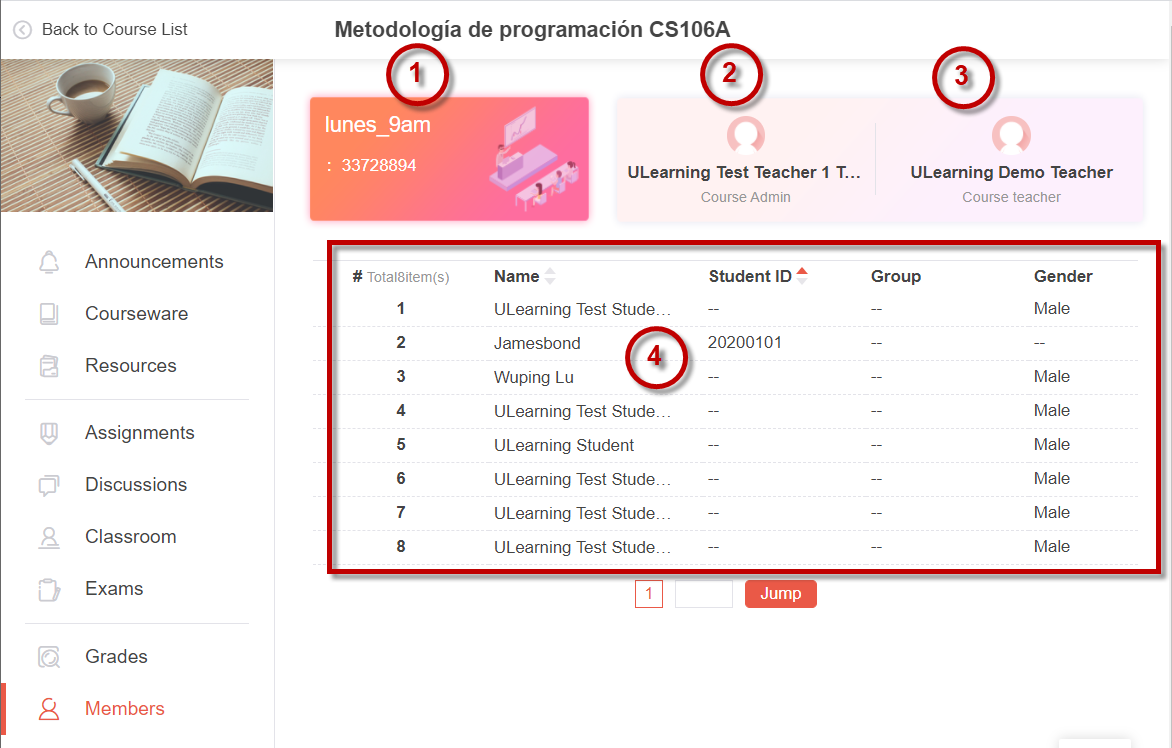 Back to Course List
Metodología de programación CS106A
1
2
3
lunes_9am
: 33728894
ULearning Test Teacher 1 T...
Course Admin
ULearning Demo Teacher
Course teacher
Announcements
Courseware
Resources
Assignments
Discussions
Classroom
Exams
Grades
Members
# Total8item(s) Name Student ID Group Gender
1 ULearning Test Stude... -- -- Male
2 Jamesbond 20200101 -- --
4
3 Wuping Lu -- -- Male
4 ULearning Test Stude... -- -- Male
5 ULearning Student -- -- Male
6 ULearning Test Stude... -- -- Male
7 ULearning Test Stude... -- -- Male
8 ULearning Test Stude... -- -- Male
1 Jump